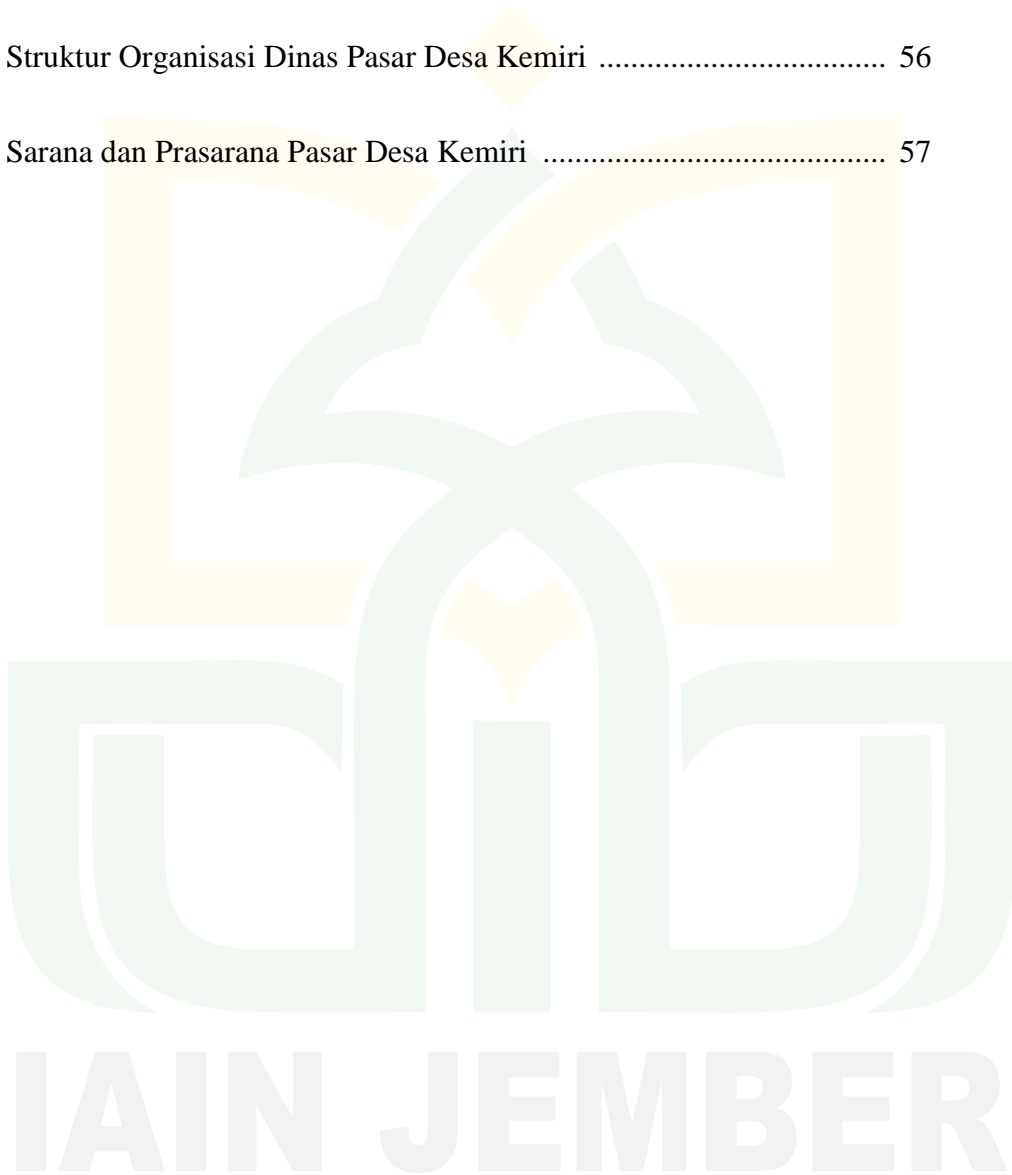 Struktur Organisasi Dinas Pasar Desa Kemiri .................................. 56
Sarana dan Prasarana Pasar Desa Kemiri ........................................ 57
IAIN JEMBER